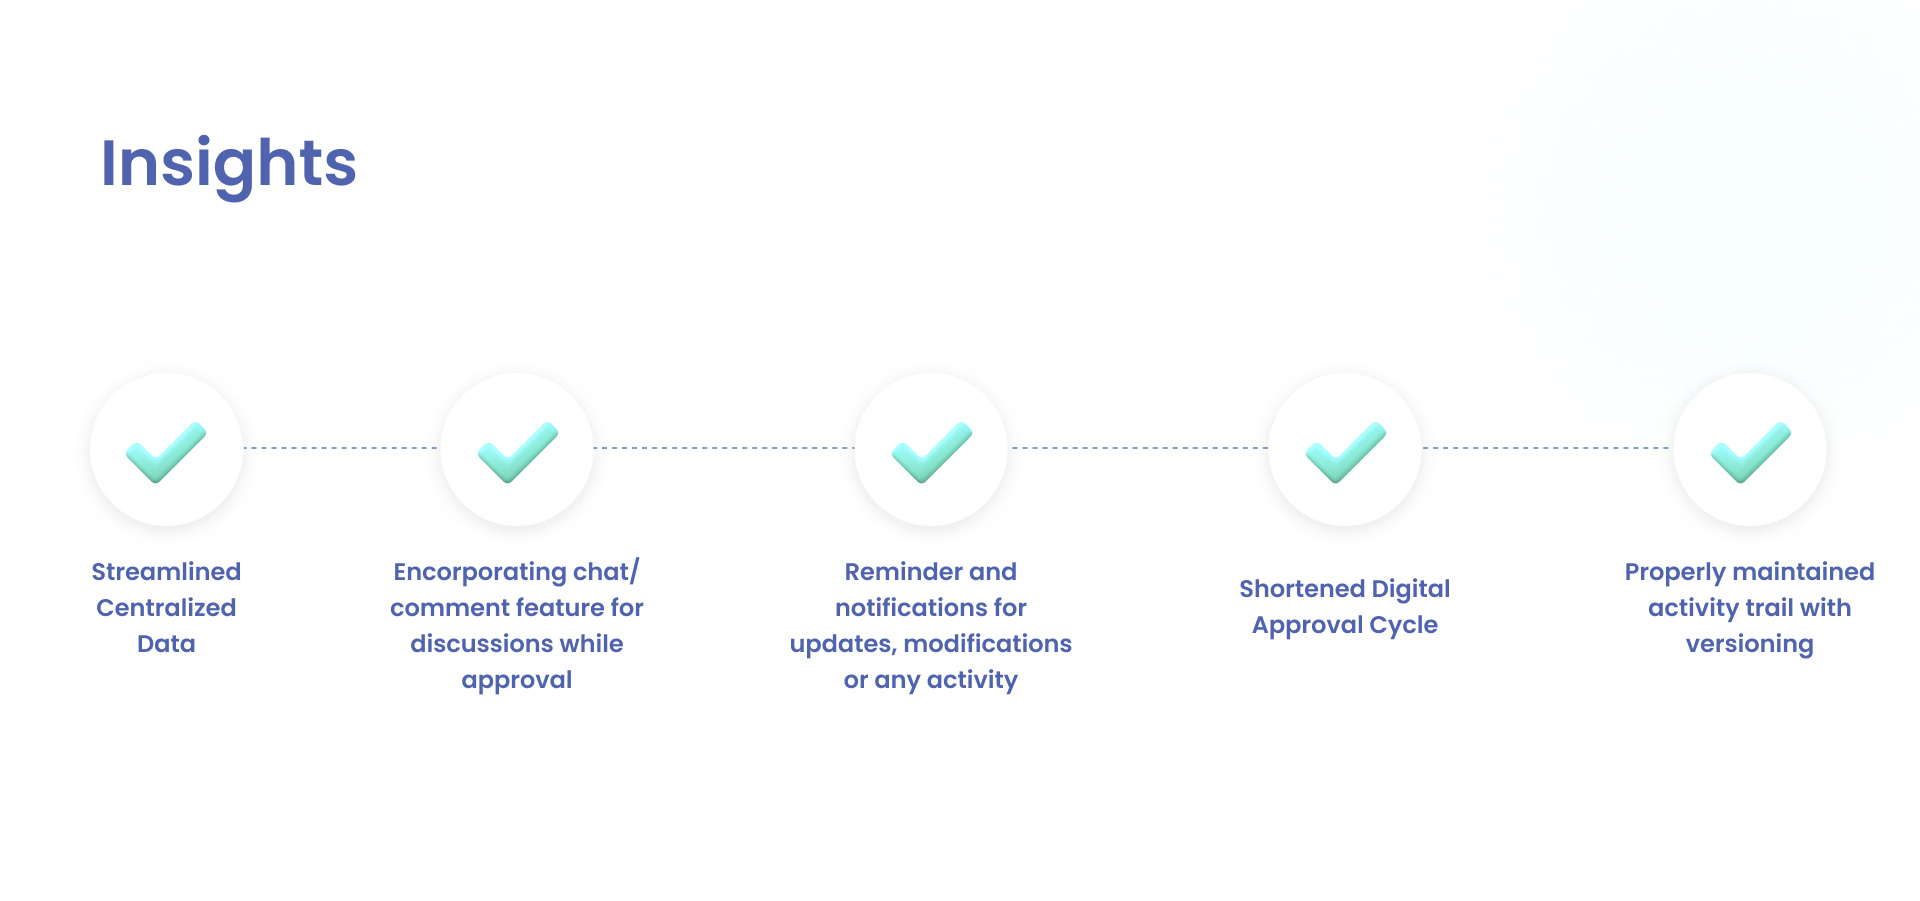 Insights
Streamlined
Centralized
Data
Encorporating chat/
comment feature for
discussions while
approval
Reminder and
notifications for
updates, modifications
or any activity
Shortened Digital
Approval Cycle
Properly maintained
activity trail with
versioning